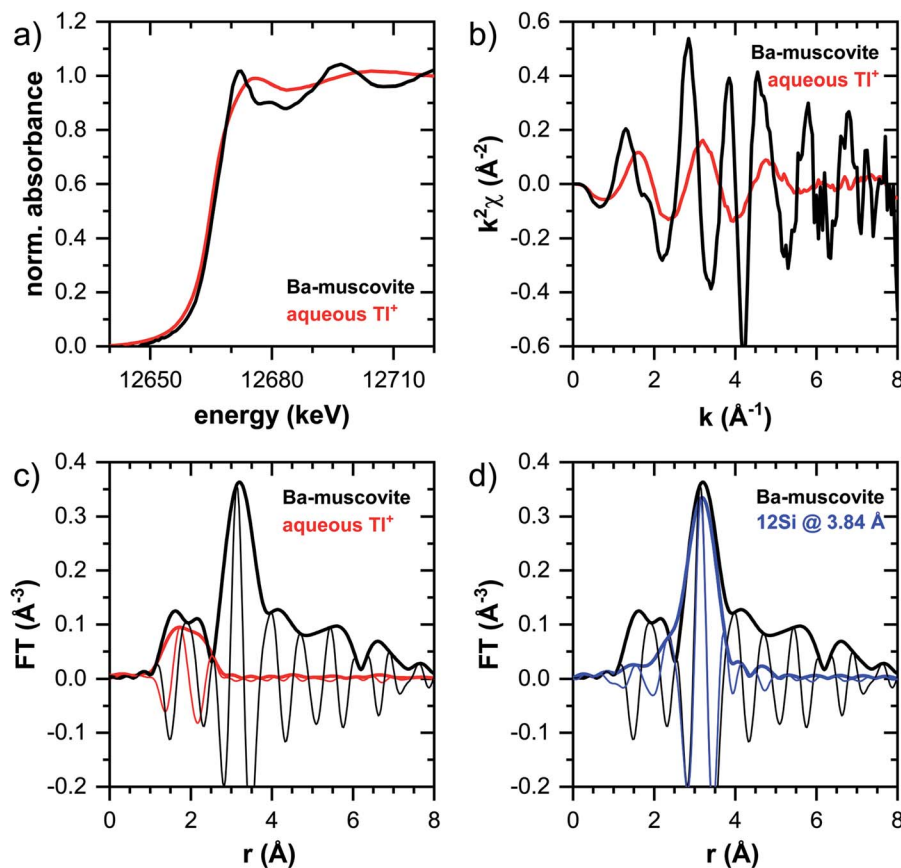 a)
norm. absorbance
1.2
1.0
0.8
0.6
0.4
0.2
0.0
12650
12680
12710
energy (keV)
Ba-muscovite
aqueous Tl⁺
b)
k²χ (Å⁻²)
0.6
0.4
0.2
0.0
-0.2
-0.4
-0.6
0
2
4
6
8
k (Å⁻¹)
Ba-muscovite
aqueous Tl⁺
c)
FT (Å⁻³)
0.4
0.3
0.2
0.1
0.0
-0.1
-0.2
0
2
4
6
8
r (Å)
Ba-muscovite
aqueous Tl⁺
d)
FT (Å⁻³)
0.4
0.3
0.2
0.1
0.0
-0.1
-0.2
0
2
4
6
8
r (Å)
Ba-muscovite
12Si @ 3.84 Å